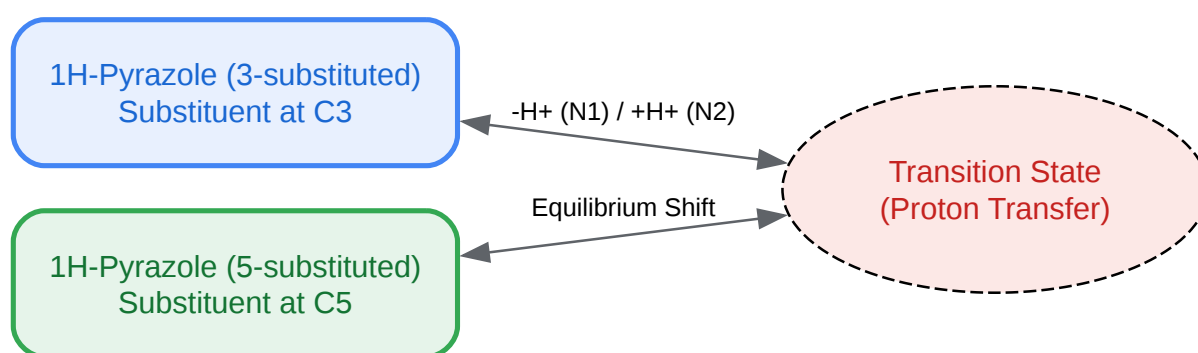 1H-Pyrazole (3-substituted)
Substituent at C3
-H+ (N1) / +H+ (N2)
Transition State
(Proton Transfer)
Equilibrium Shift
1H-Pyrazole (5-substituted)
Substituent at C5